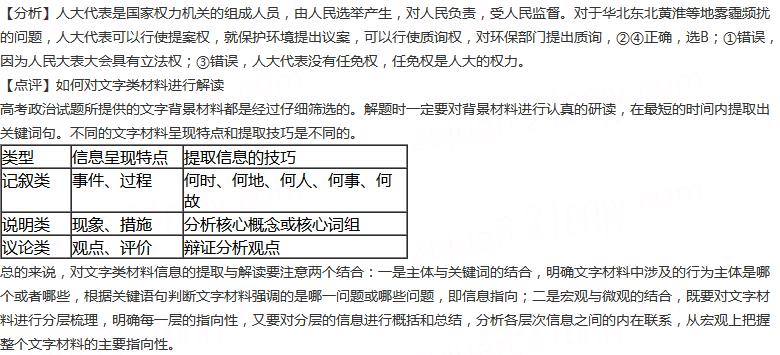 【分析】人大代表是国家权力机关的组成人员，由人民选举产生，对人民负责，受人民监督。对于华北东北黄淮等地雾霾频扰
的问题，人大代表可以行使提案权，就保护环境提出议案，可以行使质询权，对环保部门提出质询，②④正确，选B；①错误，
因为人民大表大会具有立法权；③错误，人大代表没有任免权，任免权是人大的权力。
【点评】如何对文字类材料进行解读
高考政治试题所提供的文字背景材料都是经过仔细筛选的。解题时一定要对背景材料进行认真的研读，在最短的时间内提取出
关键词句。不同的文字材料呈现特点和提取技巧是不同的。
类型 信息呈现特点 提取信息的技巧
记叙类 事件、过程 何时、何地、何人、何事、何
故
说明类 现象、措施 分析核心概念或核心词组
议论类 观点、评价 辩证分析观点
总的来说，对文字类材料信息的提取与解读要注意两个结合：一是主体与关键词的结合，明确文字材料中涉及的行为主体是哪
个或者哪些，根据关键语句判断文字材料强调的是哪一问题或哪些问题，即信息指向；二是宏观与微观的结合，既要对文字材
料进行分层梳理，明确每一层的指向性，又要对分层的信息进行概括和总结，分析各层次信息之间的内在联系，从宏观上把握
整个文字材料的主要指向性。